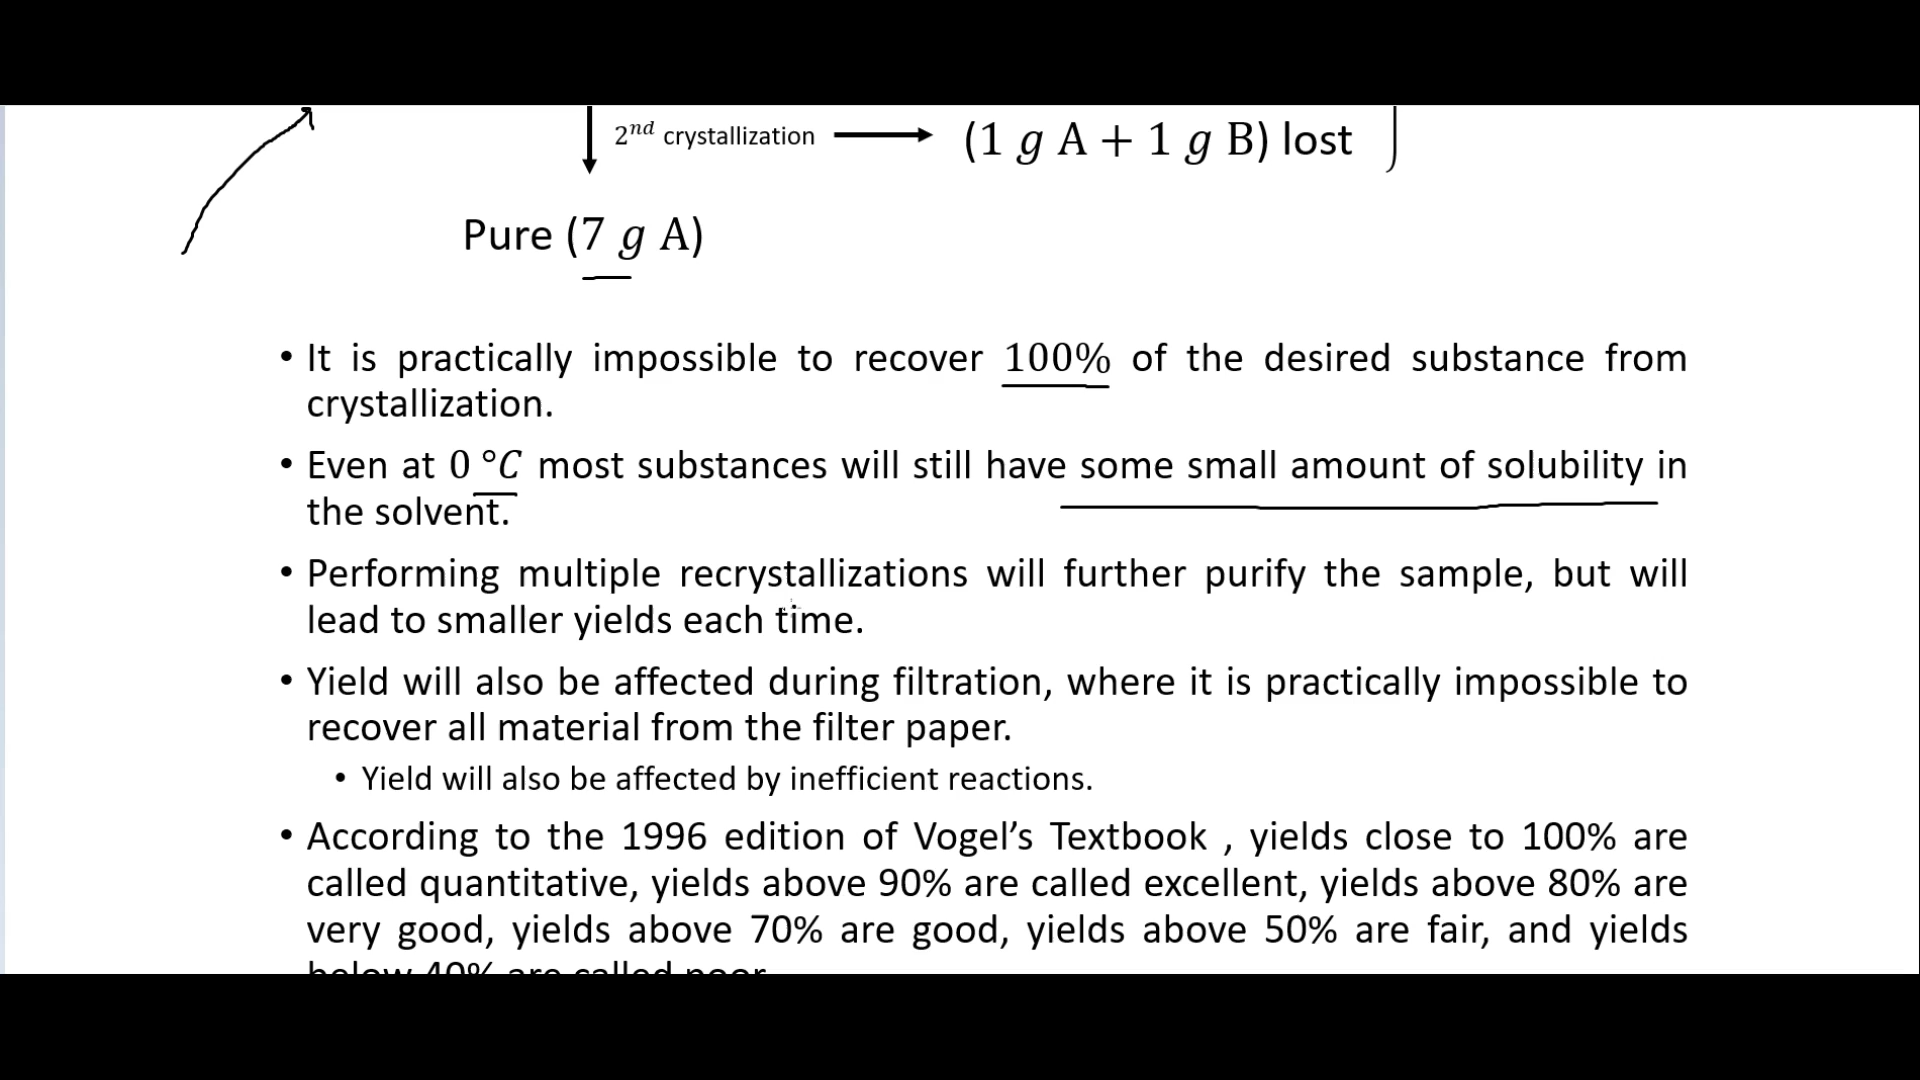 2nd crystallization (1 g A + 1 g B) lost
Pure (7 g A)
• It is practically impossible to recover 100% of the desired substance from
crystallization.
• Even at 0 °C most substances will still have some small amount of solubility in
the solvent.
• Performing multiple recrystallizations will further purify the sample, but will
lead to smaller yields each time.
• Yield will also be affected during filtration, where it is practically impossible to
recover all material from the filter paper.
• Yield will also be affected by inefficient reactions.
• According to the 1996 edition of Vogel’s Textbook , yields close to 100% are
called quantitative, yields above 90% are called excellent, yields above 80% are
very good, yields above 70% are good, yields above 50% are fair, and yields
below 40% are called poor